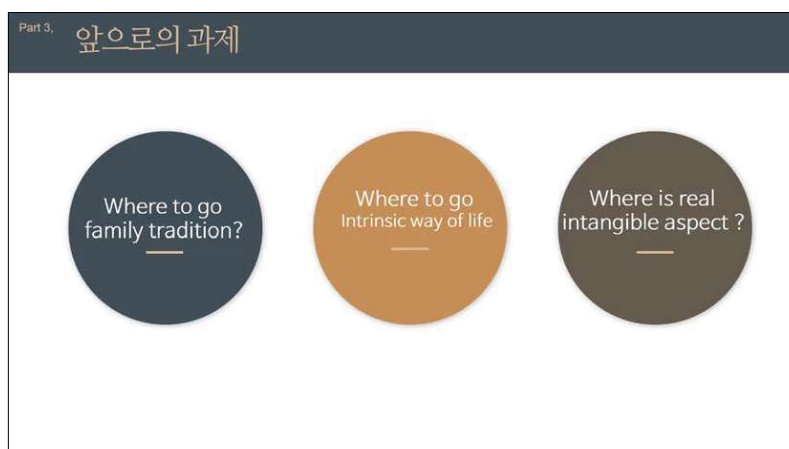 Part 3,
앞으로의 과제
Where to go
family tradition?
Where to go
Intrinsic way of life
Where is real
intangible aspect ?